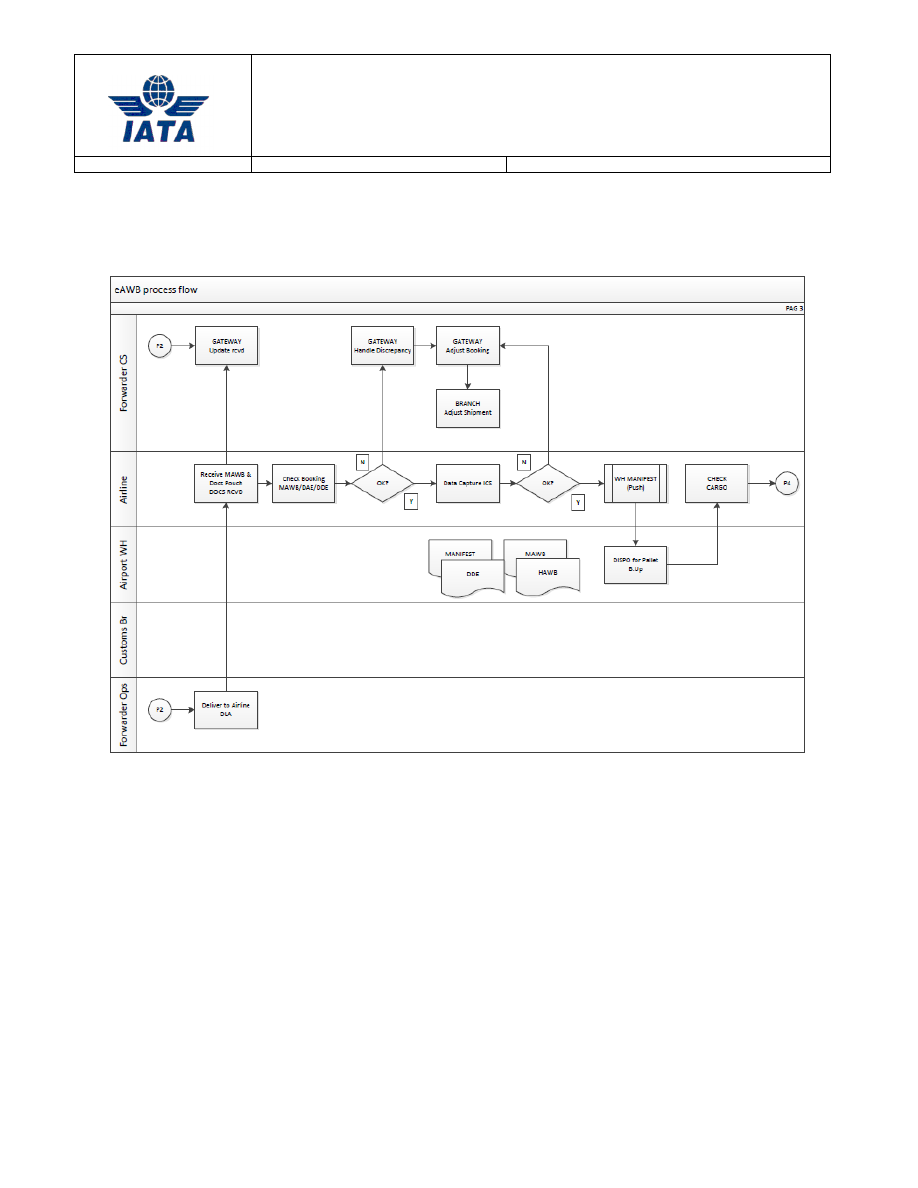 IATA
eAWB process flow
PAG 3
Forwarder CS
P2
GATEWAY
Update rcvd
GATEWAY
Handle Discrepancy
GATEWAY
Adjust Booking
BRANCH
Adjust Shipment
Airline
Receive MAWB &
Docs Pouch
DOCS RCVD
Check Booking
MAWB/DAE/DDE
N
OK?
Y
Data Capture ICS
N
OK?
Y
WH MANIFEST
(Push)
CHECK
CARGO
P4
Airport WH
MANIFEST
DDE
MAWB
HAWB
DISPO for Pallet
B.Up
Customs Br
Forwarder Ops
P2
Deliver to Airline
DLA